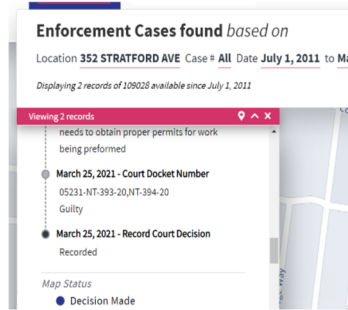 Enforcement Cases found based on
Location 352 STRATFORD AVE Case # All Date July 1, 2011 to
Displaying 2 records of 109028 available since July 1, 2011
Viewing 2 records
needs to obtain proper permits for work
being preformed
March 25, 2021 - Court Docket Number
05231-NT-393-20,NT-394-20
Guilty
March 25, 2021 - Record Court Decision
Recorded
Map Status
Decision Made